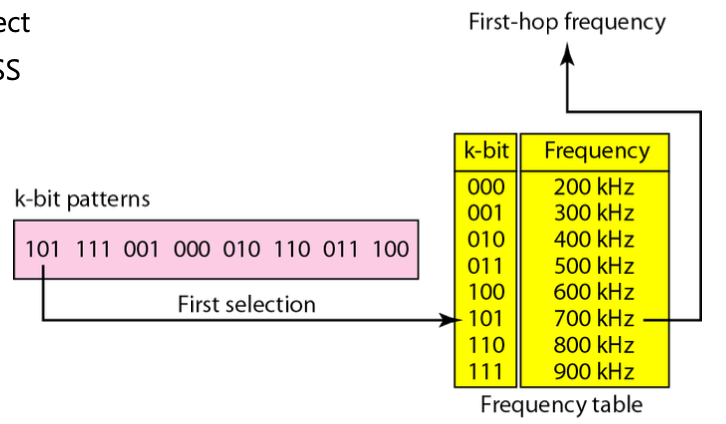 ect
SS
First-hop frequency
k-bit patterns
101 111 001 000 010 110 011 100
First selection
k-bit Frequency
000 200 kHz
001 300 kHz
010 400 kHz
011 500 kHz
100 600 kHz
101 700 kHz
110 800 kHz
111 900 kHz
Frequency table